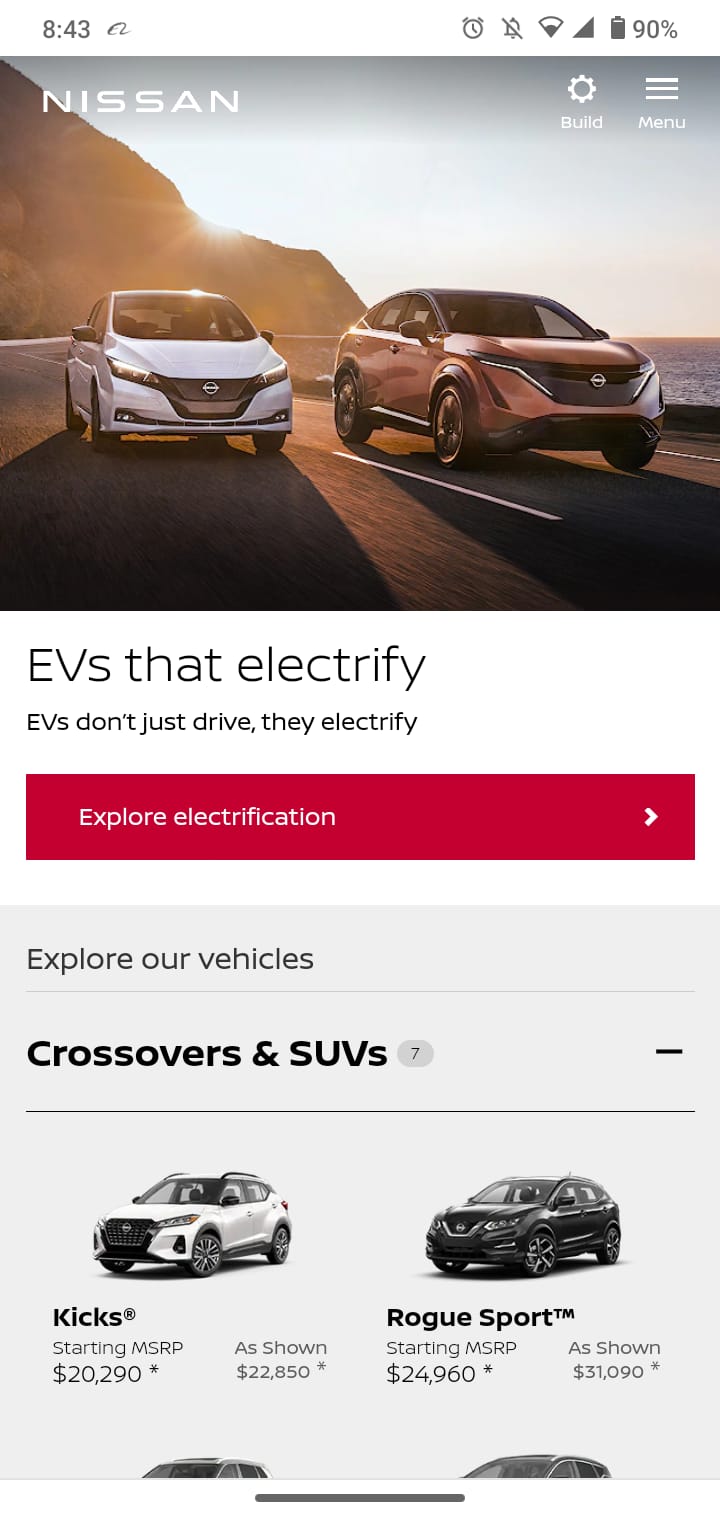 8:43
90%
NISSAN
Build
Menu
EVs that electrify
EVs don't just drive, they electrify
Explore electrification
Explore our vehicles
Crossovers & SUVs 7
Kicks®
Starting MSRP As Shown
$20,290 * $22,850 *
Rogue Sport™
Starting MSRP As Shown
$24,960 * $31,090 *